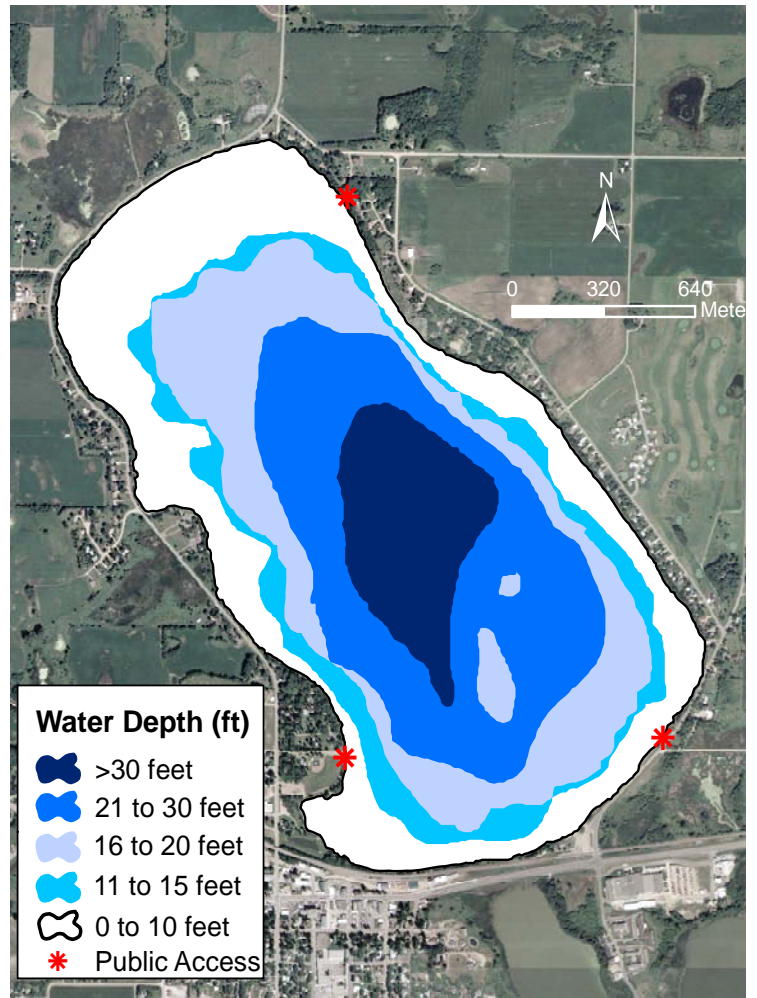 N
0 320 640
Mete
Water Depth (ft)
>30 feet
21 to 30 feet
16 to 20 feet
11 to 15 feet
0 to 10 feet
Public Access